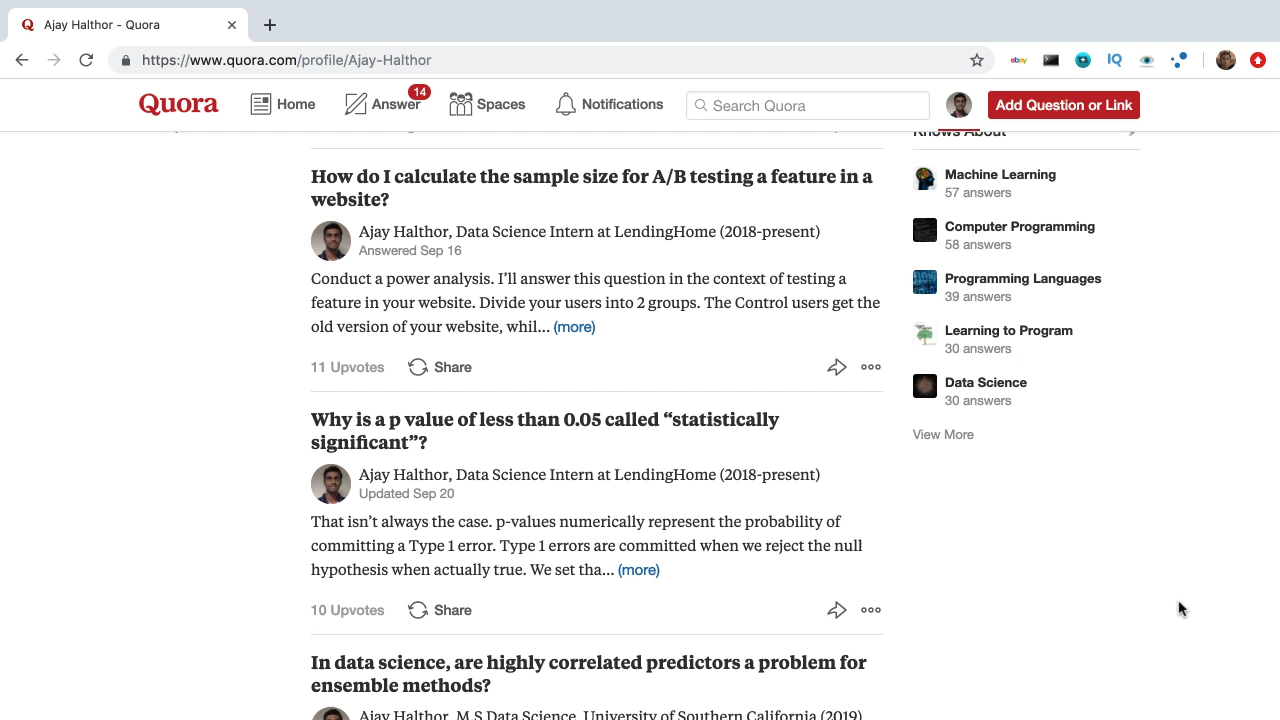 Ajay Halthor - Quora
https://www.quora.com/profile/Ajay-Halthor
ebay
IQ
Quora
Home
Answer
14
Spaces
Notifications
Search Quora
Add Question or Link
Knows About
How do I calculate the sample size for A/B testing a feature in a
website?
Ajay Halthor, Data Science Intern at LendingHome (2018-present)
Answered Sep 16
Conduct a power analysis. I’ll answer this question in the context of testing a
feature in your website. Divide your users into 2 groups. The Control users get the
old version of your website, whil... (more)
11 Upvotes
Share
Why is a p value of less than 0.05 called “statistically
significant”?
Ajay Halthor, Data Science Intern at LendingHome (2018-present)
Updated Sep 20
That isn’t always the case. p-values numerically represent the probability of
committing a Type 1 error. Type 1 errors are committed when we reject the null
hypothesis when actually true. We set tha... (more)
10 Upvotes
Share
In data science, are highly correlated predictors a problem for
ensemble methods?
Ajay Halthor, M.S Data Science, University of Southern California (2019)
Machine Learning
57 answers
Computer Programming
58 answers
Programming Languages
39 answers
Learning to Program
30 answers
Data Science
30 answers
View More